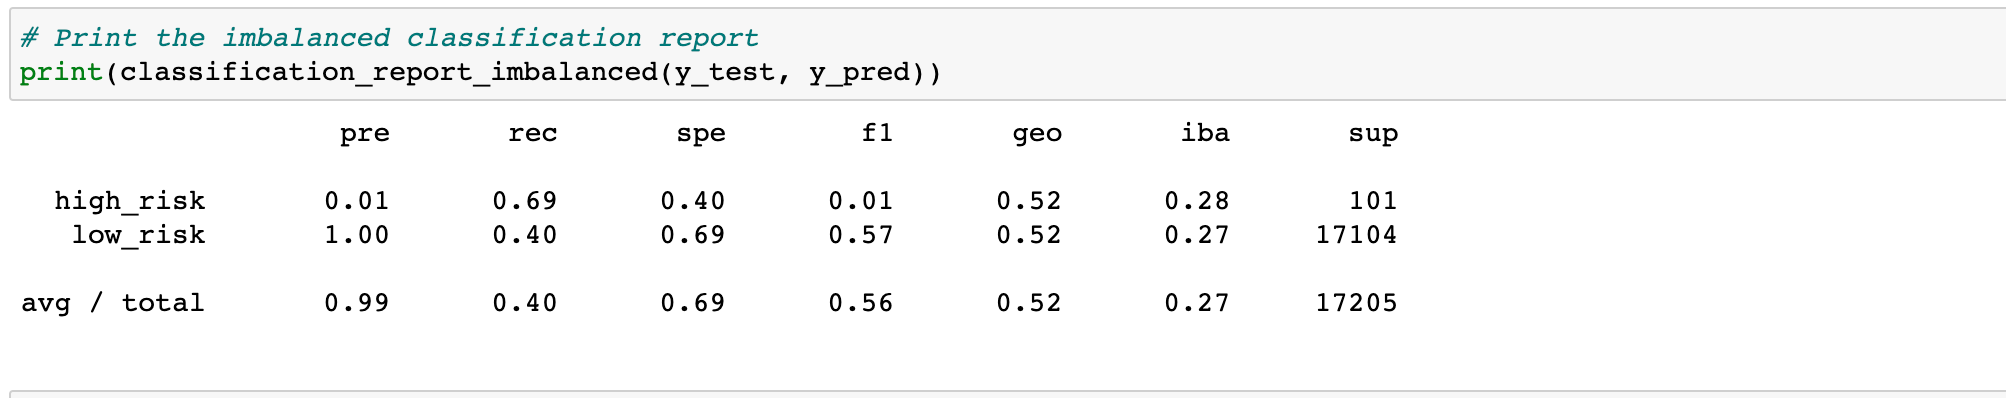 # Print the imbalanced classification report
print(classification_report_imbalanced(y_test, y_pred))
pre rec spe f1 geo iba sup
high_risk 0.01 0.69 0.40 0.01 0.52 0.28 101
low_risk 1.00 0.40 0.69 0.57 0.52 0.27 17104
avg / total 0.99 0.40 0.69 0.56 0.52 0.27 17205